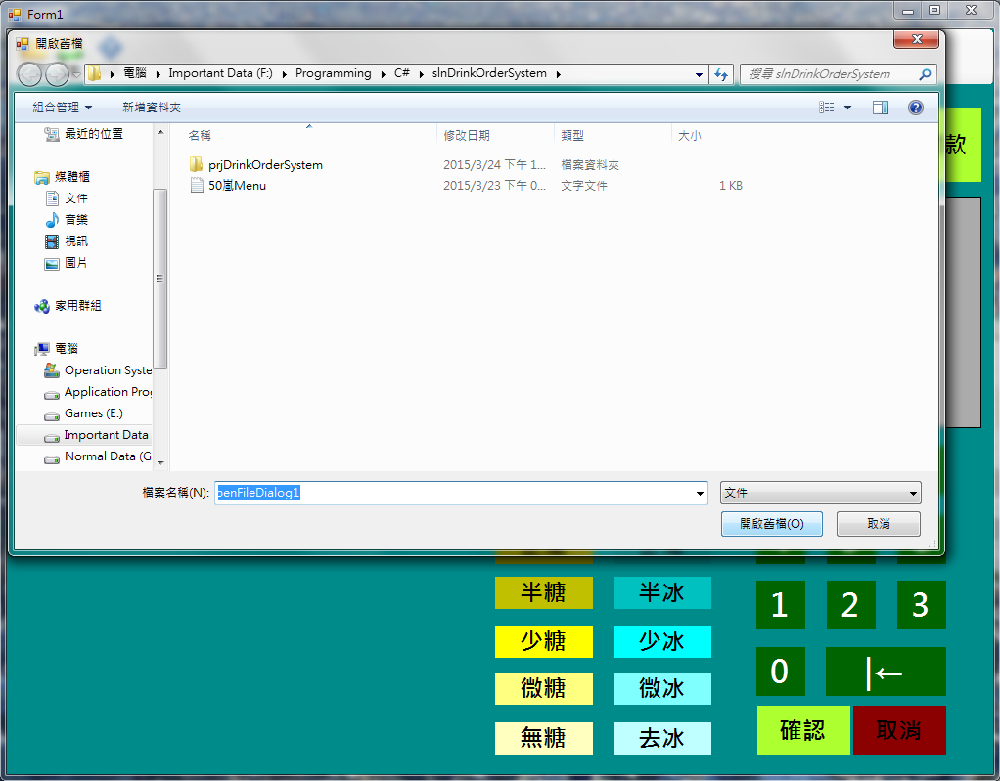 Form1
開啟舊檔
電腦 Important Data (F:) Programming C# slnDrinkOrderSystem
搜尋 slnDrinkOrderSystem
組合管理 新增資料夾
最近的位置
媒體櫃
文件
音樂
視訊
圖片
家用群組
電腦
Operation Syste
Application Prog
Games (E:)
Important Data
Normal Data (G
名稱 修改日期 類型 大小
prjDrinkOrderSystem 2015/3/24 下午 1... 檔案資料夾
50嵐Menu 2015/3/23 下午 0... 文字文件 1 KB
檔案名稱(N): penFileDialog1 文件
開啟舊檔(O) 取消
款
半糖 半冰
少糖 少冰
微糖 微冰
無糖 去冰
1 2 3
0 |←
確認 取消